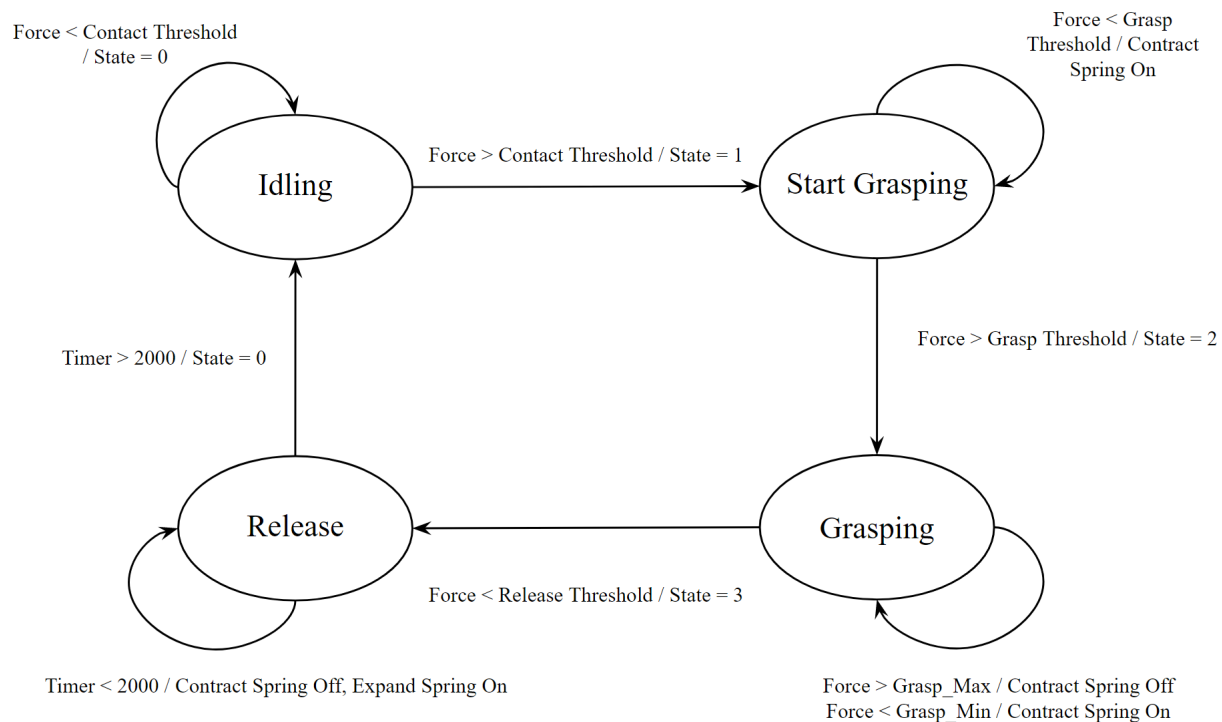 Force < Contact Threshold
/ State = 0
Force < Grasp
Threshold / Contract
Spring On
Force > Contact Threshold / State = 1
Idling
Start Grasping
Timer > 2000 / State = 0
Force > Grasp Threshold / State = 2
Release
Grasping
Force < Release Threshold / State = 3
Timer < 2000 / Contract Spring Off, Expand Spring On
Force > Grasp_Max / Contract Spring Off
Force < Grasp_Min / Contract Spring On